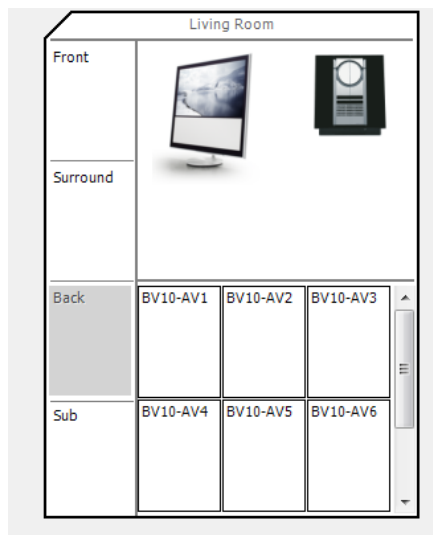 Living Room
Front
Surround
Back
BV10-AV1 BV10-AV2 BV10-AV3
Sub
BV10-AV4 BV10-AV5 BV10-AV6